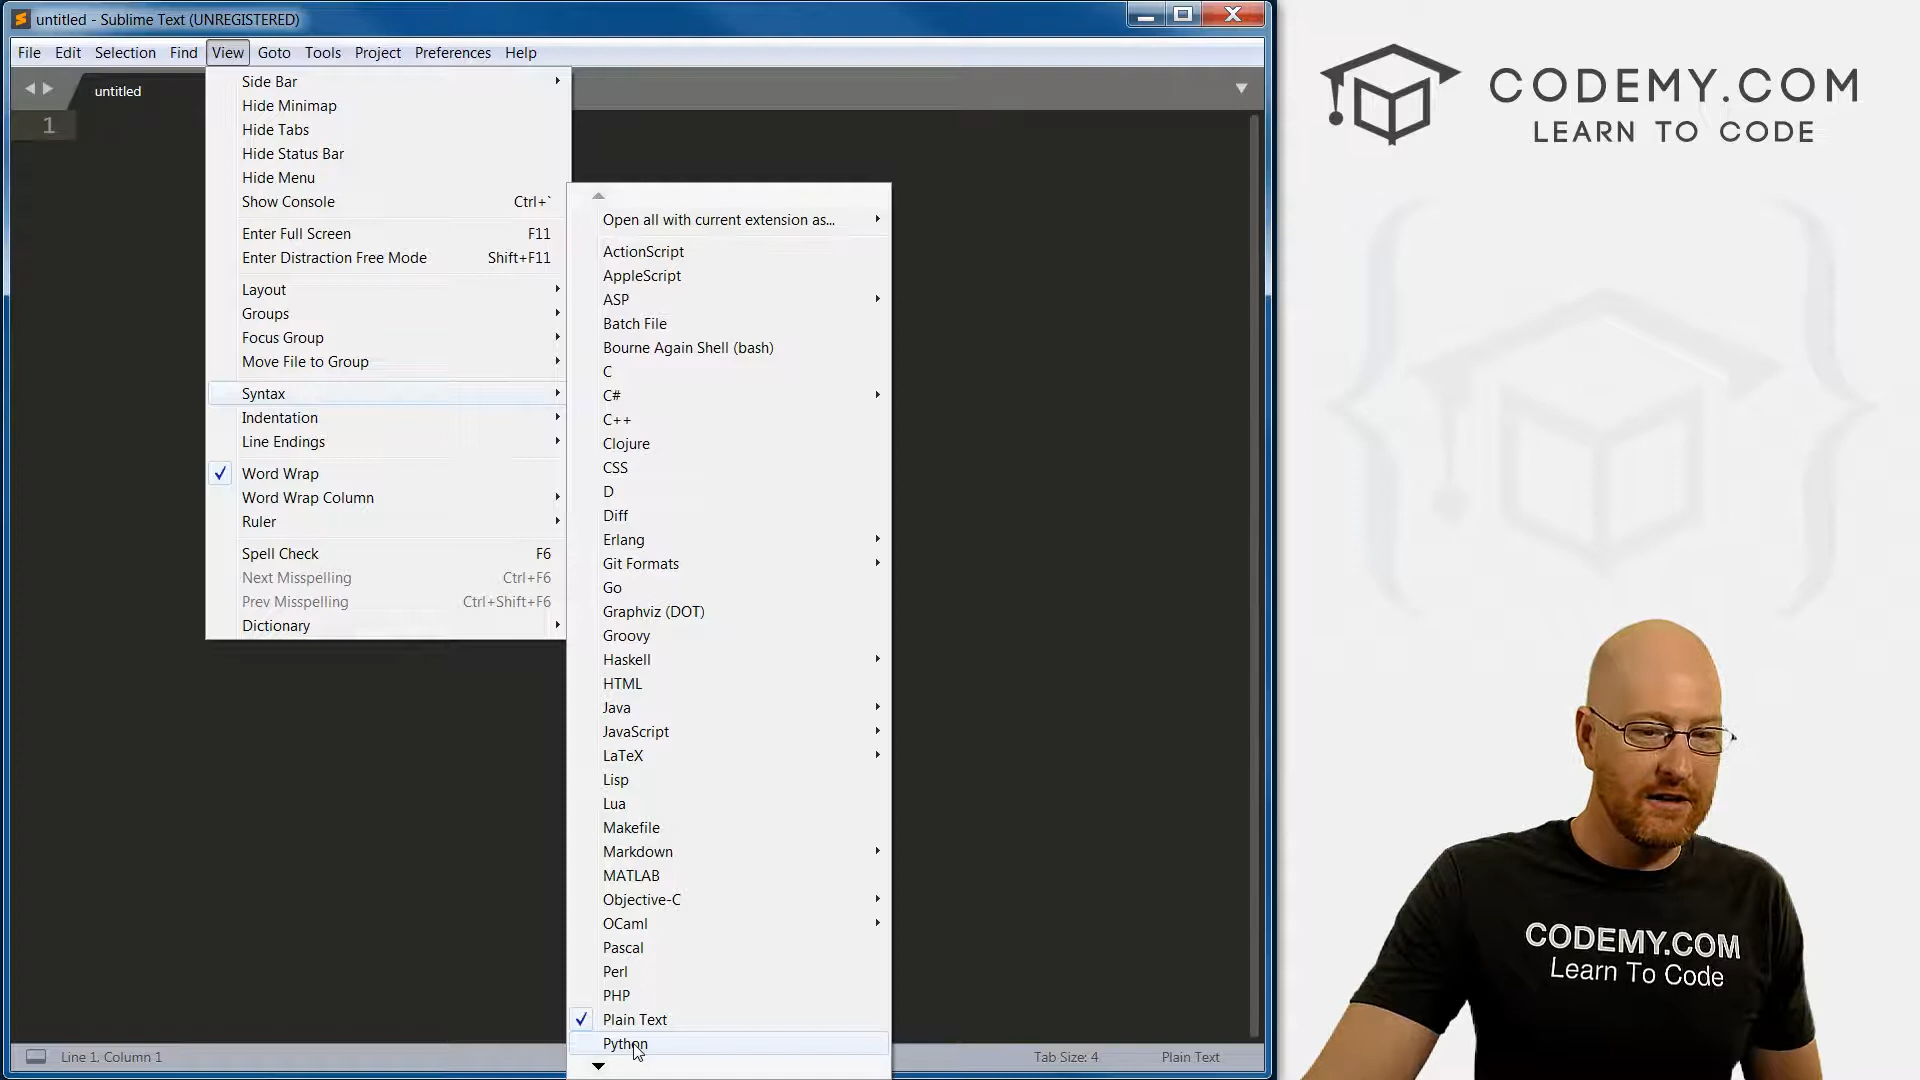 untitled - Sublime Text (UNREGISTERED)
File Edit Selection Find View Goto Tools Project Preferences Help
untitled
1
Side Bar
Hide Minimap
Hide Tabs
Hide Status Bar
Hide Menu
Show Console Ctrl+`
Enter Full Screen F11
Enter Distraction Free Mode Shift+F11
Layout
Groups
Focus Group
Move File to Group
Syntax
Indentation
Line Endings
Word Wrap
Word Wrap Column
Ruler
Spell Check F6
Next Misspelling Ctrl+F6
Prev Misspelling Ctrl+Shift+F6
Dictionary
Open all with current extension as...
ActionScript
AppleScript
ASP
Batch File
Bourne Again Shell (bash)
C
C#
C++
Clojure
CSS
D
Diff
Erlang
Git Formats
Go
Graphviz (DOT)
Groovy
Haskell
HTML
Java
JavaScript
LaTeX
Lisp
Lua
Makefile
Markdown
MATLAB
Objective-C
OCaml
Pascal
Perl
PHP
Plain Text
Python
Line 1, Column 1
Tab Size: 4
Plain Text
CODEMY.COM
LEARN TO CODE
CODEMY.COM
Learn To Code